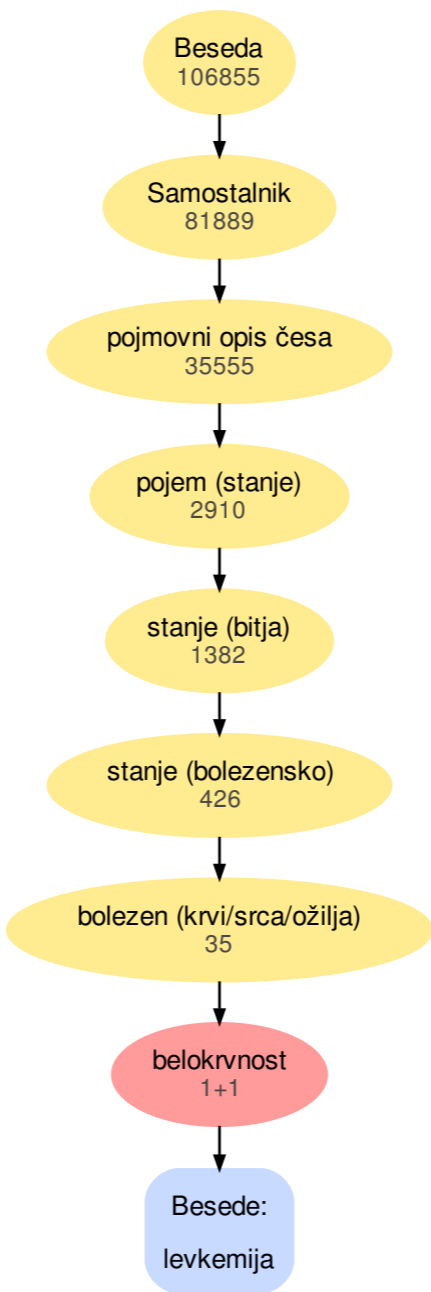 Beseda
106855
Samostalnik
81889
pojmovni opis česa
35555
pojem (stanje)
2910
stanje (bitja)
1382
stanje (bolezensko)
426
bolezen (krvi/srca/ožilja)
35
belokrvnost
1+1
Besede:
levkemija